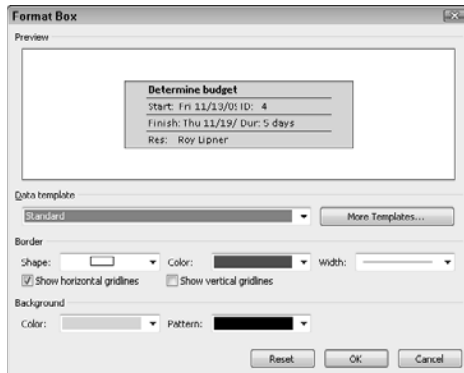 Format Box
Preview
Determine budget
Start: Fri 11/13/0 ID: 4
Finish: Thu 11/19/ Dur: 5 days
Res: Roy Lipner
Data template
Standard
More Templates...
Border
Shape: Color: Width:
Show horizontal gridlines Show vertical gridlines
Background
Color: Pattern:
Reset OK Cancel